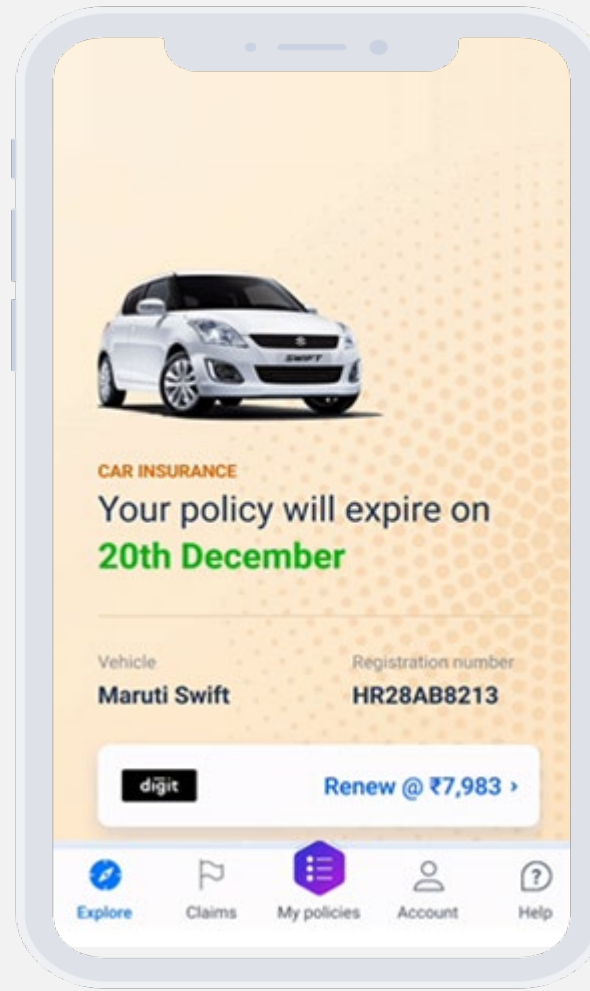 SWIFT
CAR INSURANCE
Your policy will expire on
20th December
Vehicle Registration number
Maruti Swift HR28AB8213
digit Renew @ ₹7,983 ›
Explore Claims My policies Account Help